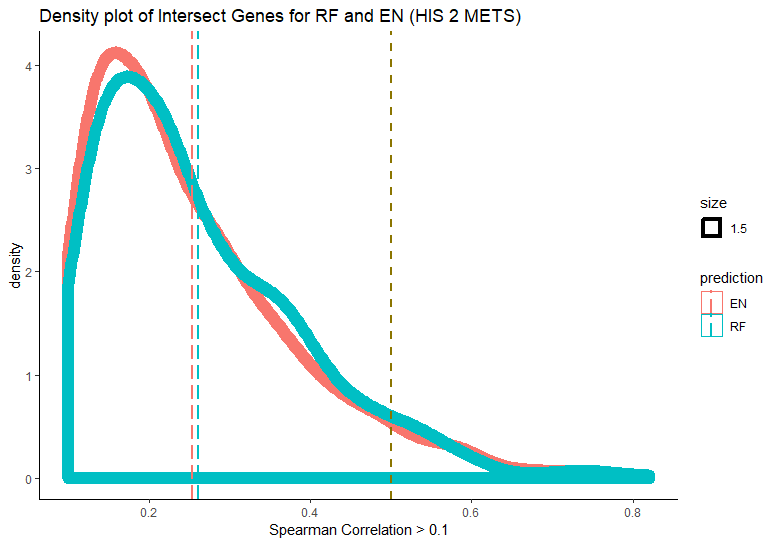 Density plot of Intersect Genes for RF and EN (HIS 2 METS)
4
3
2
1
0
density
0.2
0.4
0.6
0.8
Spearman Correlation > 0.1
size
1.5
prediction
EN
RF